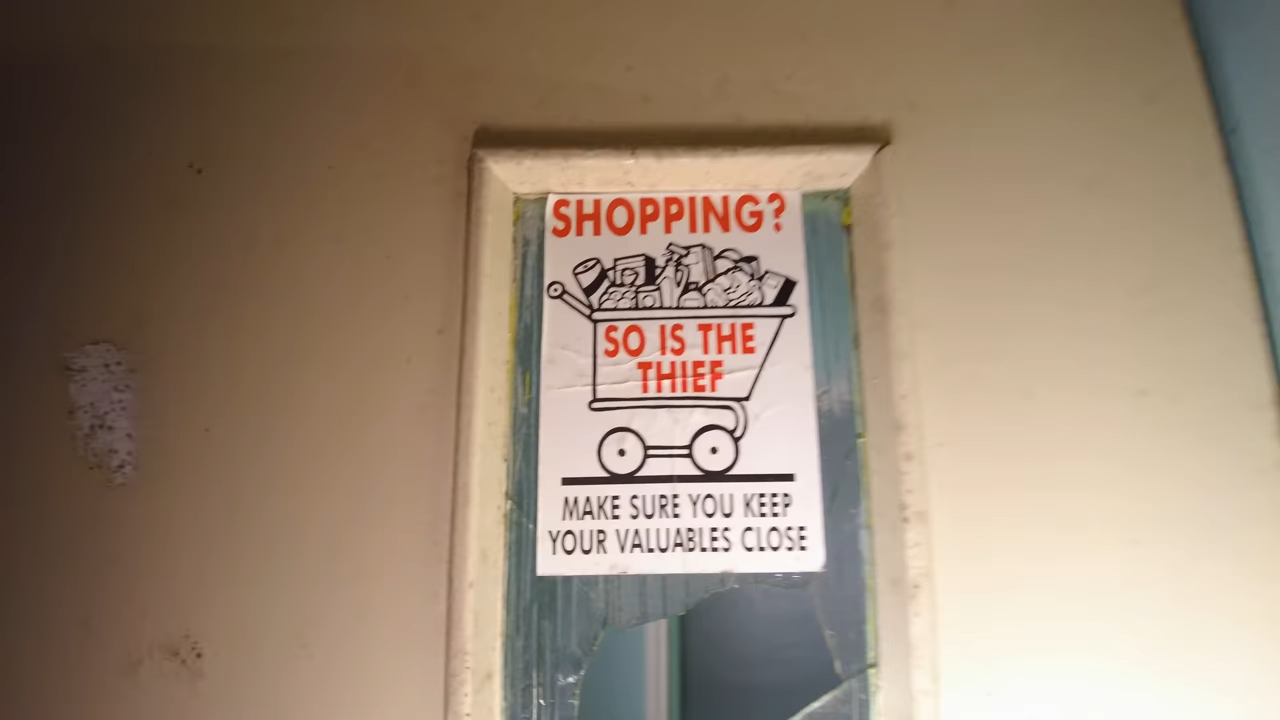 SHOPPING?
SO IS THE
THIEF
MAKE SURE YOU KEEP
YOUR VALUABLES CLOSE